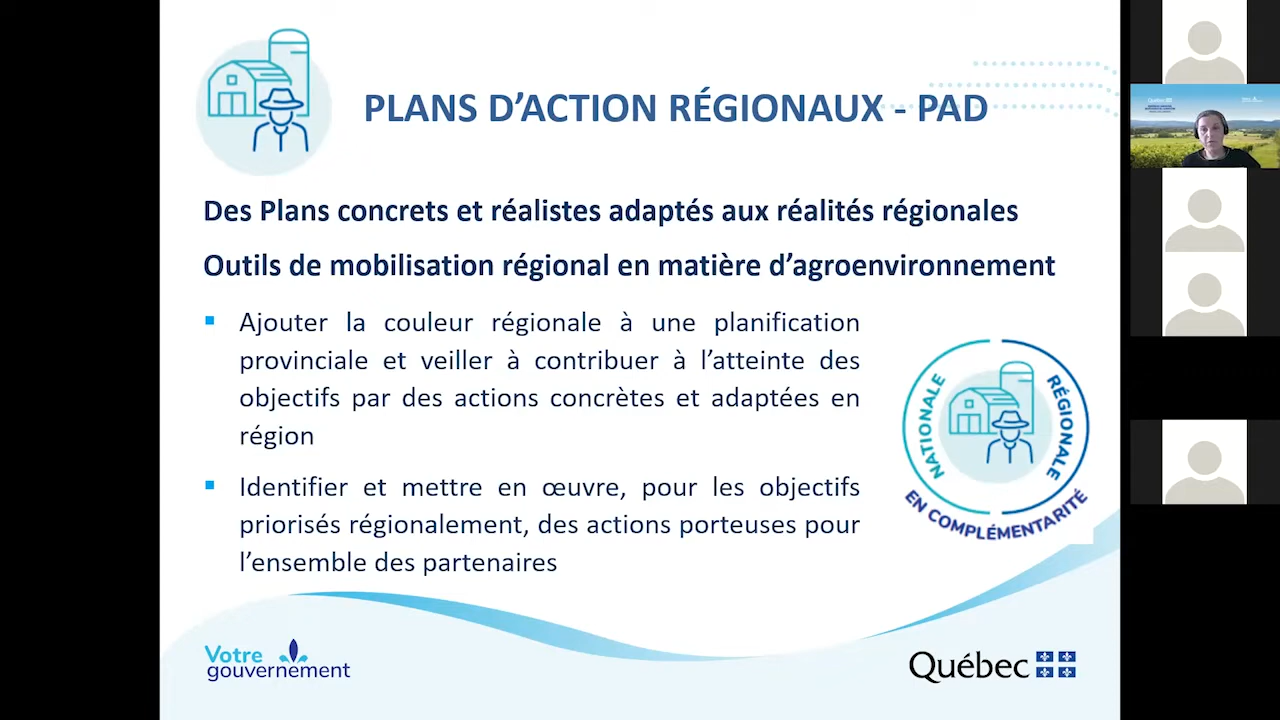 PLANS D'ACTION RÉGIONAUX - PAD
Des Plans concrets et réalistes adaptés aux réalités régionales
Outils de mobilisation régional en matière d'agroenvironnement
▪ Ajouter la couleur régionale à une planification
provinciale et veiller à contribuer à l'atteinte des
objectifs par des actions concrètes et adaptées en
région
▪ Identifier et mettre en œuvre, pour les objectifs
priorisés régionalement, des actions porteuses pour
l'ensemble des partenaires
NATIONALE
RÉGIONALE
EN COMPLÉMENTARITÉ
Votre
gouvernement
Québec
Québec